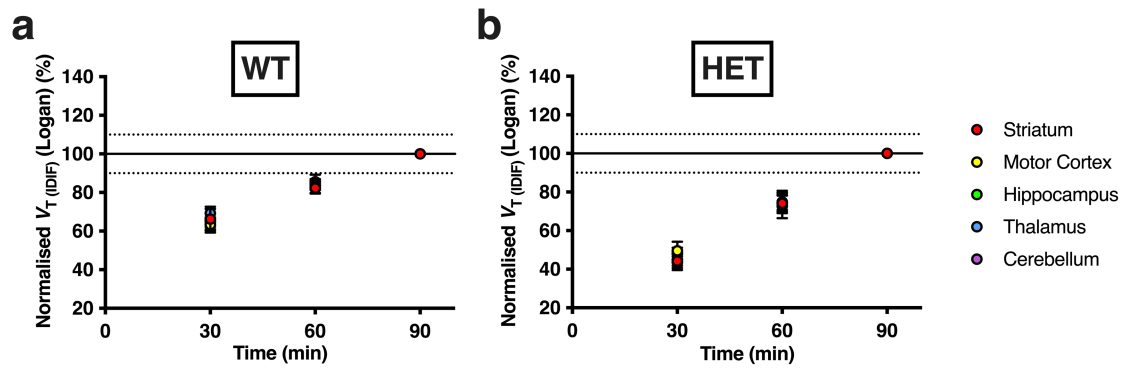 a
WT
Normalised VT (IDIF) (Logan) (%)
140
120
100
80
60
40
20
0
30
60
90
Time (min)
b
HET
Normalised VT (IDIF) (Logan) (%)
140
120
100
80
60
40
20
0
30
60
90
Time (min)
Striatum
Motor Cortex
Hippocampus
Thalamus
Cerebellum